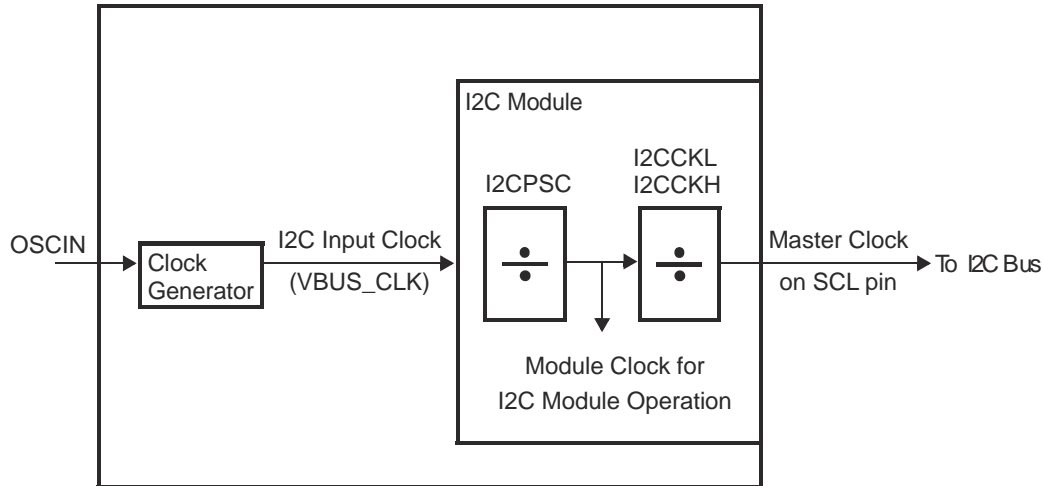 I2C Module
I2CCKL
I2CPSC
I2CCKH
OSCIN
Clock
Generator
I2C Input Clock
(VBUS_CLK)
÷
÷
Master Clock
on SCL pin
To I2C Bus
Module Clock for
I2C Module Operation